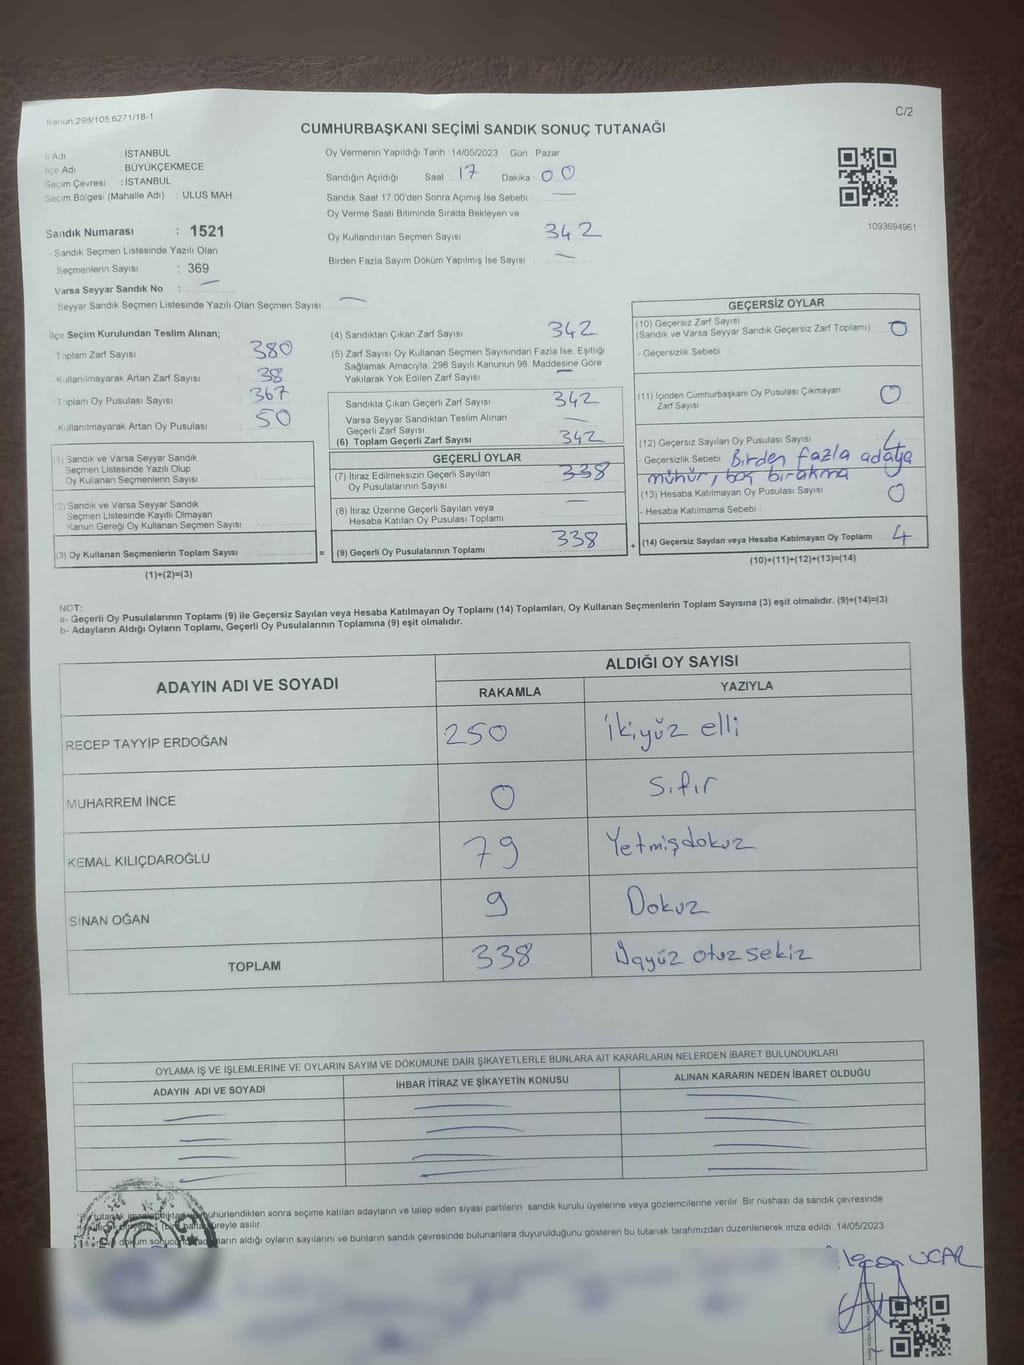 Kanun:298/105;6271/18-1
C/2
CUMHURBAŞKANI SEÇİMİ SANDIK SONUÇ TUTANAĞI
İl Adı : İSTANBUL
İlçe Adı : BÜYÜKÇEKMECE
Seçim Çevresi : İSTANBUL
Seçim Bölgesi (Mahalle Adı) : ULUS MAH.
Sandık Numarası : 1521
- Sandık Seçmen Listesinde Yazılı Olan
Seçmenlerin Sayısı : 369
Varsa Seyyar Sandık No : —
- Seyyar Sandık Seçmen Listesinde Yazılı Olan Seçmen Sayısı: —
Oy Vermenin Yapıldığı Tarih :14/05/2023 Gün Pazar
Sandığın Açıldığı Saat 17 Dakika 00
Sandık Saat 17:00'den Sonra Açımış İse Sebebi —
Oy Verme Saati Bitiminde Sırada Bekleyen ve
Oy Kullandırılan Seçmen Sayısı 342
Birden Fazla Sayım Döküm Yapılmış İse Sayısı —
1093694961
İlçe Seçim Kurulundan Teslim Alınan;
Toplam Zarf Sayısı 380
Kullanılmayarak Artan Zarf Sayısı 38
- Toplam Oy Pusulası Sayısı 367
- Kullanılmayarak Artan Oy Pusulası 50
(1) Sandık ve Varsa Seyyar Sandık
Seçmen Listesinde Yazılı Olup
Oy Kullanan Seçmenlerin Sayısı
(2) Sandık ve Varsa Seyyar Sandık
Seçmen Listesinde Kayıtlı Olmayan
Kanun Gereği Oy Kullanan Seçmen Sayısı
(3) Oy Kullanan Seçmenlerin Toplam Sayısı =
(1)+(2)=(3)
(4) Sandıktan Çıkan Zarf Sayısı 342
(5) Zarf Sayısı Oy Kullanan Seçmen Sayısından Fazla İse, Eşitliği
Sağlamak Amacıyla; 298 Sayılı Kanunun 98. Maddesine Göre
Yakılarak Yok Edilen Zarf Sayısı —
Sandıkta Çıkan Geçerli Zarf Sayısı 342
Varsa Seyyar Sandıktan Teslim Alınan
Geçerli Zarf Sayısı —
(6) Toplam Geçerli Zarf Sayısı 342
GEÇERLİ OYLAR
(7) İtiraz Edilmeksizin Geçerli Sayılan
Oy Pusulalarının Sayısı 338
(8) İtiraz Üzerine Geçerli Sayılan veya
Hesaba Katılan Oy Pusulası Toplamı —
(9) Geçerli Oy Pusulalarının Toplamı 338 +
GEÇERSİZ OYLAR
(10) Geçersiz Zarf Sayısı
(Sandık ve Varsa Seyyar Sandık Geçersiz Zarf Toplamı) 0
- Geçersizlik Sebebi :
(11) İçinden Cumhurbaşkanı Oy Pusulası Çıkmayan
Zarf Sayısı 0
(12) Geçersiz Sayılan Oy Pusulası Sayısı 4
- Geçersizlik Sebebi Birden fazla adaya
mühür, boş bırakma
(13) Hesaba Katılmayan Oy Pusulası Sayısı 0
- Hesaba Katılmama Sebebi :
(14) Geçersiz Sayılan veya Hesaba Katılmayan Oy Toplamı 4
(10)+(11)+(12)+(13)=(14)
NOT:
a- Geçerli Oy Pusulalarının Toplamı (9) ile Geçersiz Sayılan veya Hesaba Katılmayan Oy Toplamı (14) Toplamları, Oy Kullanan Seçmenlerin Toplam Sayısına (3) eşit olmalıdır. (9)+(14)=(3)
b- Adayların Aldığı Oyların Toplamı, Geçerli Oy Pusulalarının Toplamına (9) eşit olmalıdır.
ADAYIN ADI VE SOYADI ALDIĞI OY SAYISI
RAKAMLA YAZIYLA
RECEP TAYYİP ERDOĞAN 250 İkiyüz elli
MUHARREM İNCE 0 Sıfır
KEMAL KILIÇDAROĞLU 79 Yetmişdokuz
SİNAN OĞAN 9 Dokuz
TOPLAM 338 Üçyüz otuz sekiz
OYLAMA İŞ VE İŞLEMLERİNE VE OYLARIN SAYIM VE DÖKÜMÜNE DAİR ŞİKAYETLERLE BUNLARA AİT KARARLARIN NELERDEN İBARET BULUNDUKLARI
ADAYIN ADI VE SOYADI İHBAR İTİRAZ VE ŞİKAYETİN KONUSU ALINAN KARARIN NEDEN İBARET OLDUĞU
mühürlendikten sonra seçime katılan adayların ve talep eden siyasi partilerin sandık kurulu üyelerine veya gözlemcilerine verilir. Bir nüshası da sandık çevresinde
süreyle asılır.
aldığı oyların sayılarını ve bunların sandık çevresinde bulunanlara duyurulduğunu gösteren bu tutanak tarafımızdan düzenlenerek imza edildi. 14/05/2023
UCAR